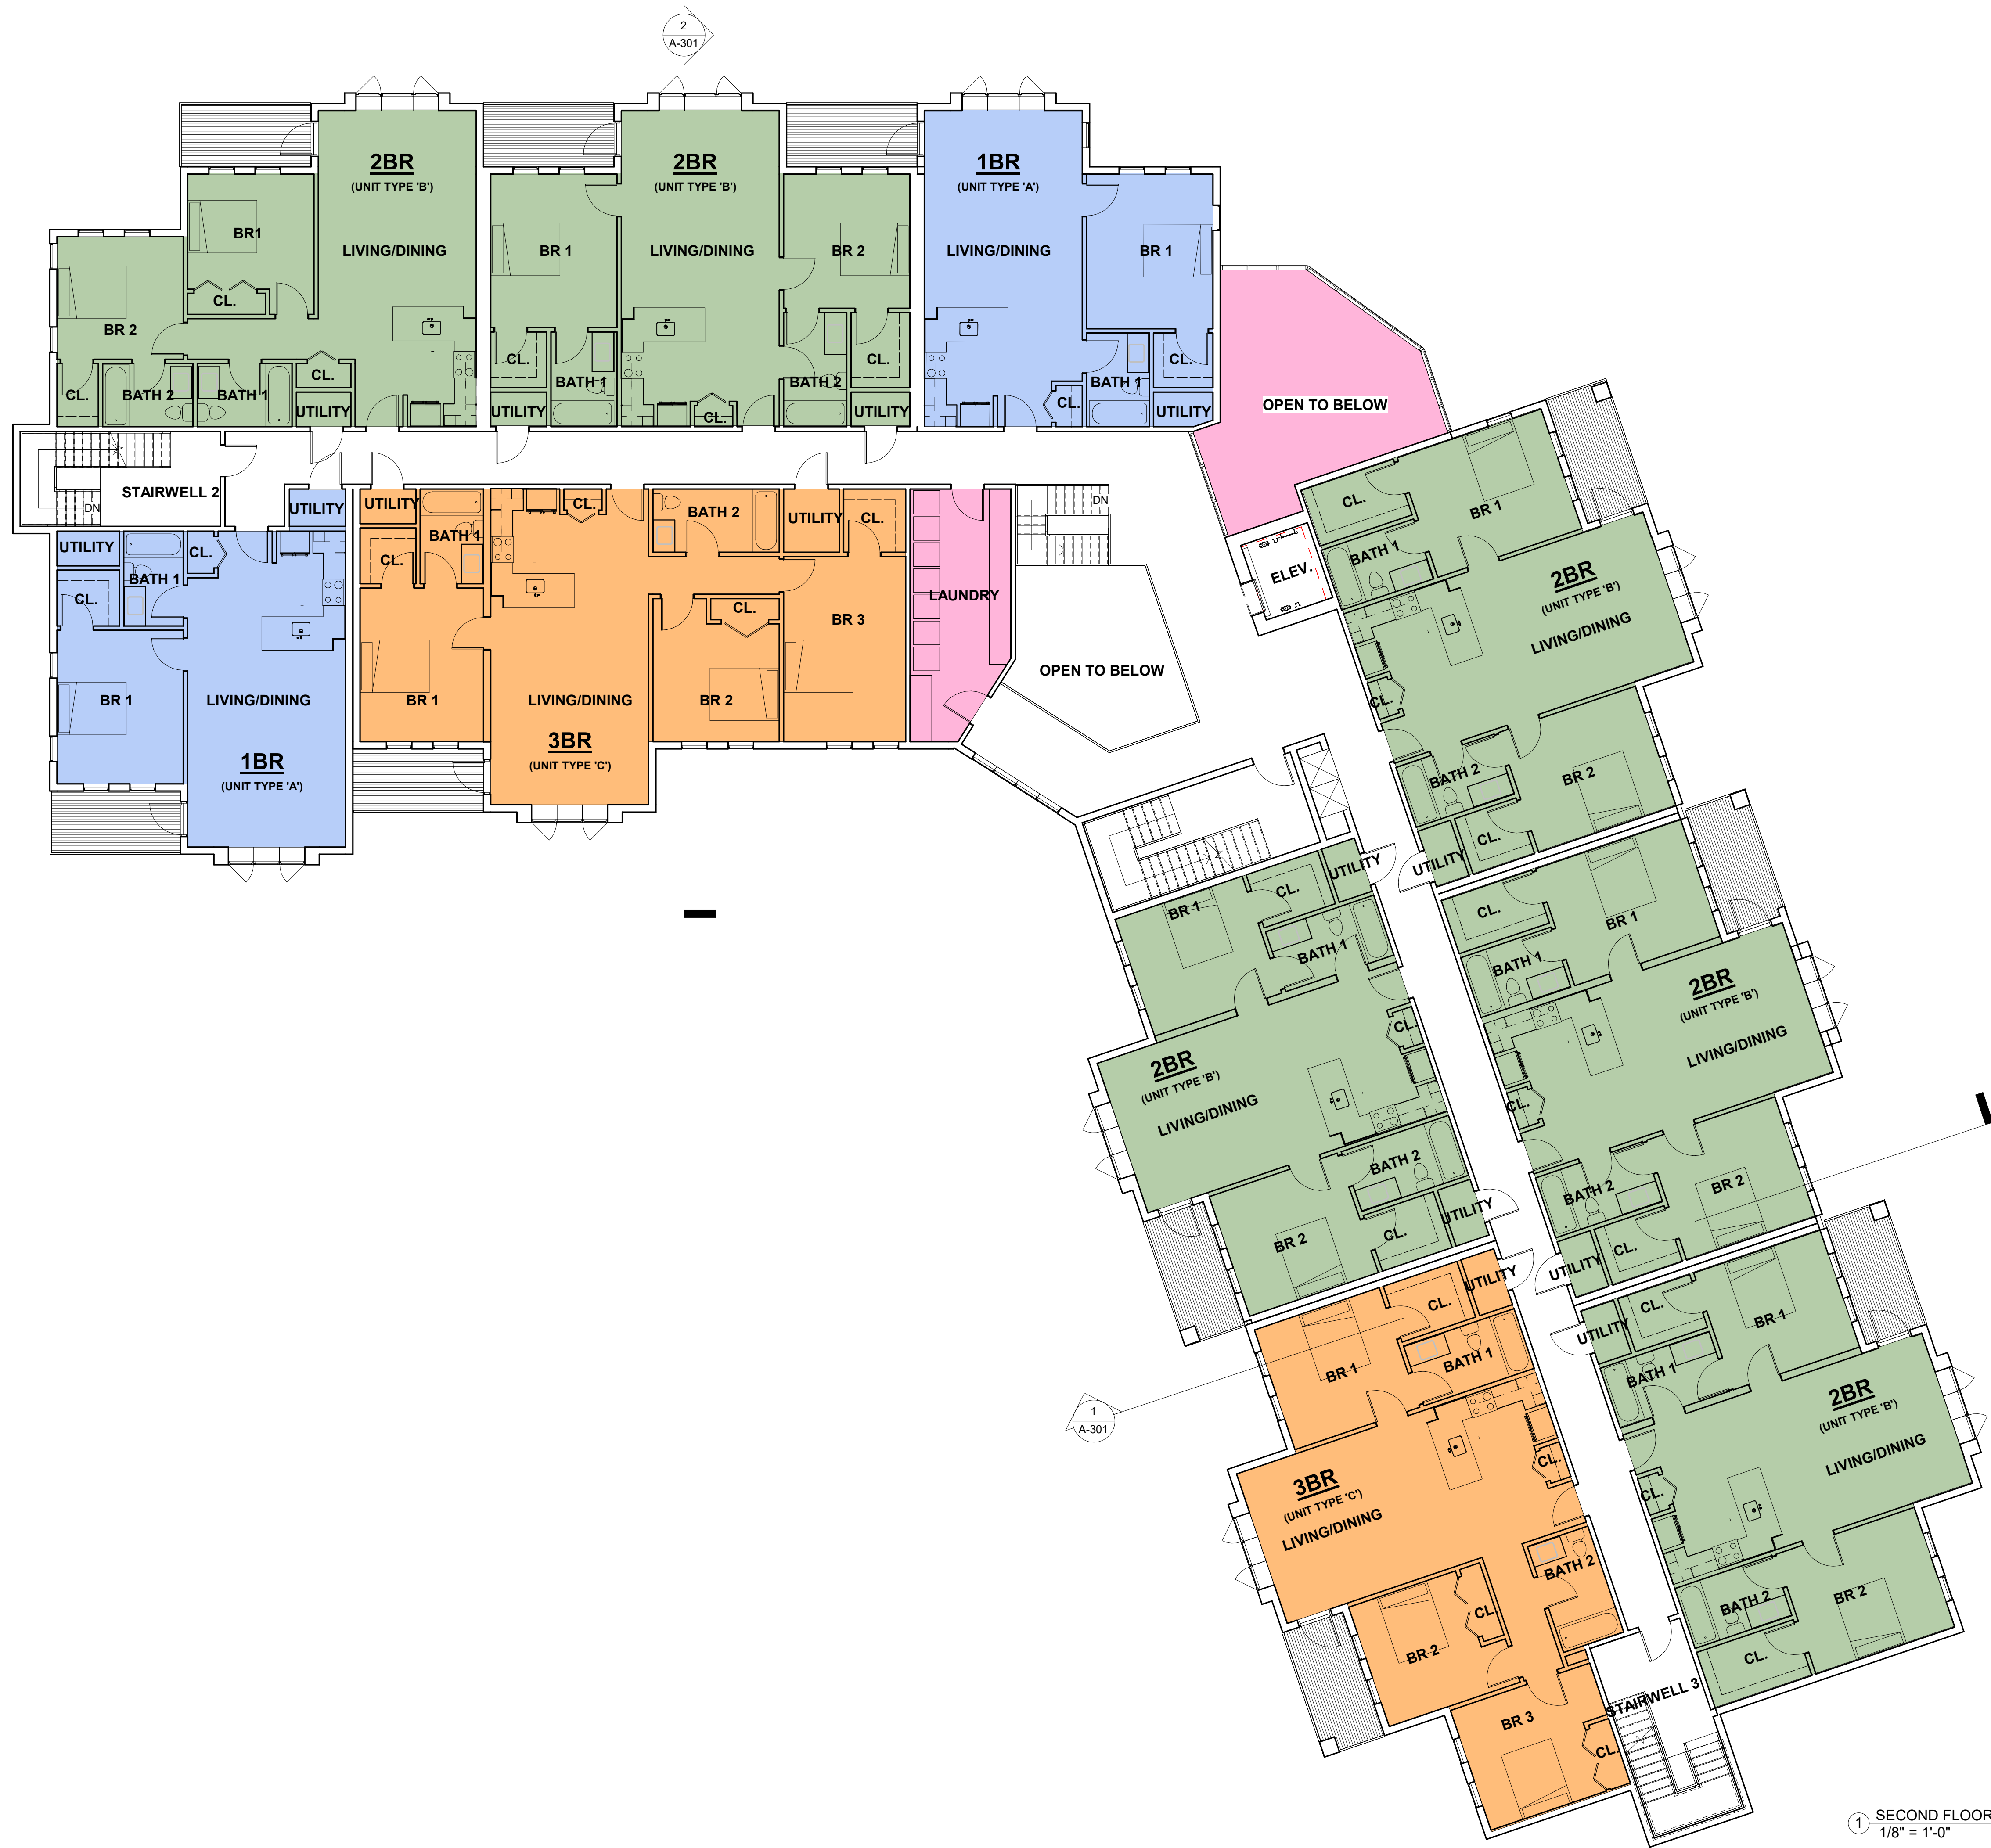 2
A-301
2BR
(UNIT TYPE 'B')
LIVING/DINING
BR1
CL.
BR 2
CL.
BATH 2
BATH 1
CL.
UTILITY
2BR
(UNIT TYPE 'B')
LIVING/DINING
BR 1
BR 2
CL.
BATH 1
UTILITY
CL.
BATH 2
CL.
UTILITY
1BR
(UNIT TYPE 'A')
LIVING/DINING
BR 1
CL.
BATH 1
CL.
UTILITY
OPEN TO BELOW
STAIRWELL 2
DN
UTILITY
UTILITY
CL.
BATH 1
CL.
BR 1
LIVING/DINING
1BR
(UNIT TYPE 'A')
UTILITY
BATH 1
CL.
CL.
BATH 2
UTILITY
CL.
CL.
BR 3
BR 1
LIVING/DINING
BR 2
3BR
(UNIT TYPE 'C')
LAUNDRY
DN
OPEN TO BELOW
ELEV.
CL.
BR 1
BATH 1
2BR
(UNIT TYPE 'B')
LIVING/DINING
CL.
BATH 2
BR 2
CL.
UTILITY
UTILITY
CL.
BR 1
BATH 1
CL.
2BR
(UNIT TYPE 'B')
LIVING/DINING
BATH 2
BR 2
CL.
UTILITY
CL.
BR 1
BATH 1
2BR
(UNIT TYPE 'B')
LIVING/DINING
CL.
BATH 2
BR 2
CL.
UTILITY
UTILITY
CL.
BR 1
BATH 1
1
A-301
3BR
(UNIT TYPE 'C')
LIVING/DINING
CL.
BATH 2
CL.
BR 2
BR 3
CL.
UTILITY
CL.
BR 1
BATH 1
2BR
(UNIT TYPE 'B')
LIVING/DINING
CL.
BATH 2
BR 2
CL.
STAIRWELL 3
1
SECOND FLOOR
1/8" = 1'-0"